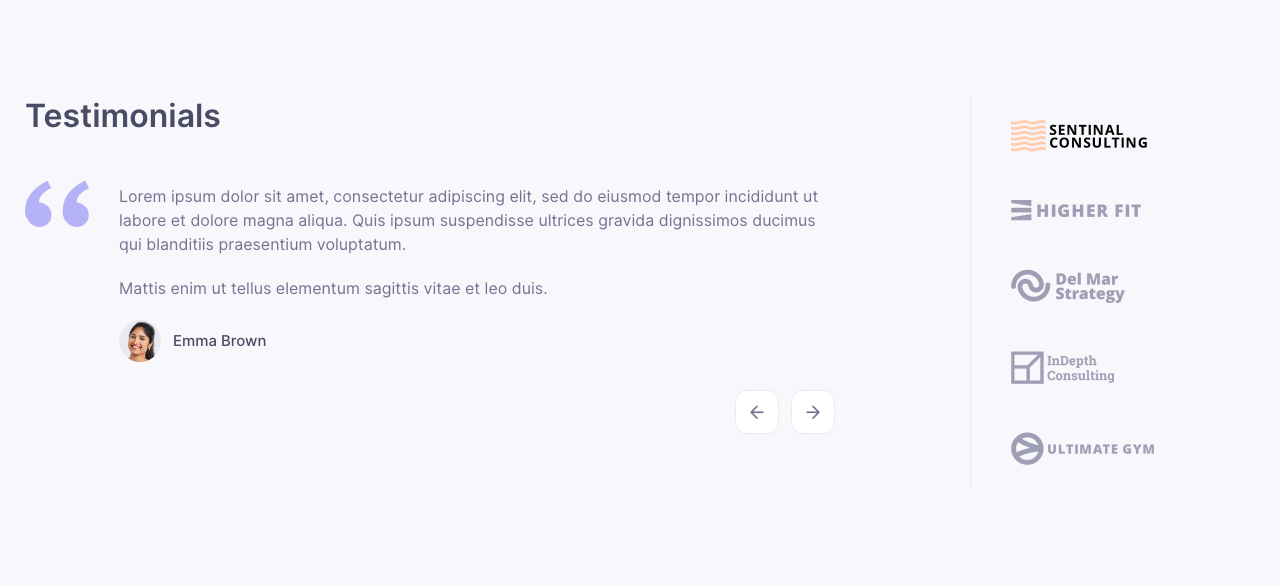 Testimonials
Lorem ipsum dolor sit amet, consectetur adipiscing elit, sed do eiusmod tempor incididunt ut
labore et dolore magna aliqua. Quis ipsum suspendisse ultrices gravida dignissimos ducimus
qui blanditiis praesentium voluptatum.
Mattis enim ut tellus elementum sagittis vitae et leo duis.
Emma Brown
SENTINAL
CONSULTING
HIGHER FIT
Del Mar
Strategy
InDepth
Consulting
ULTIMATE GYM